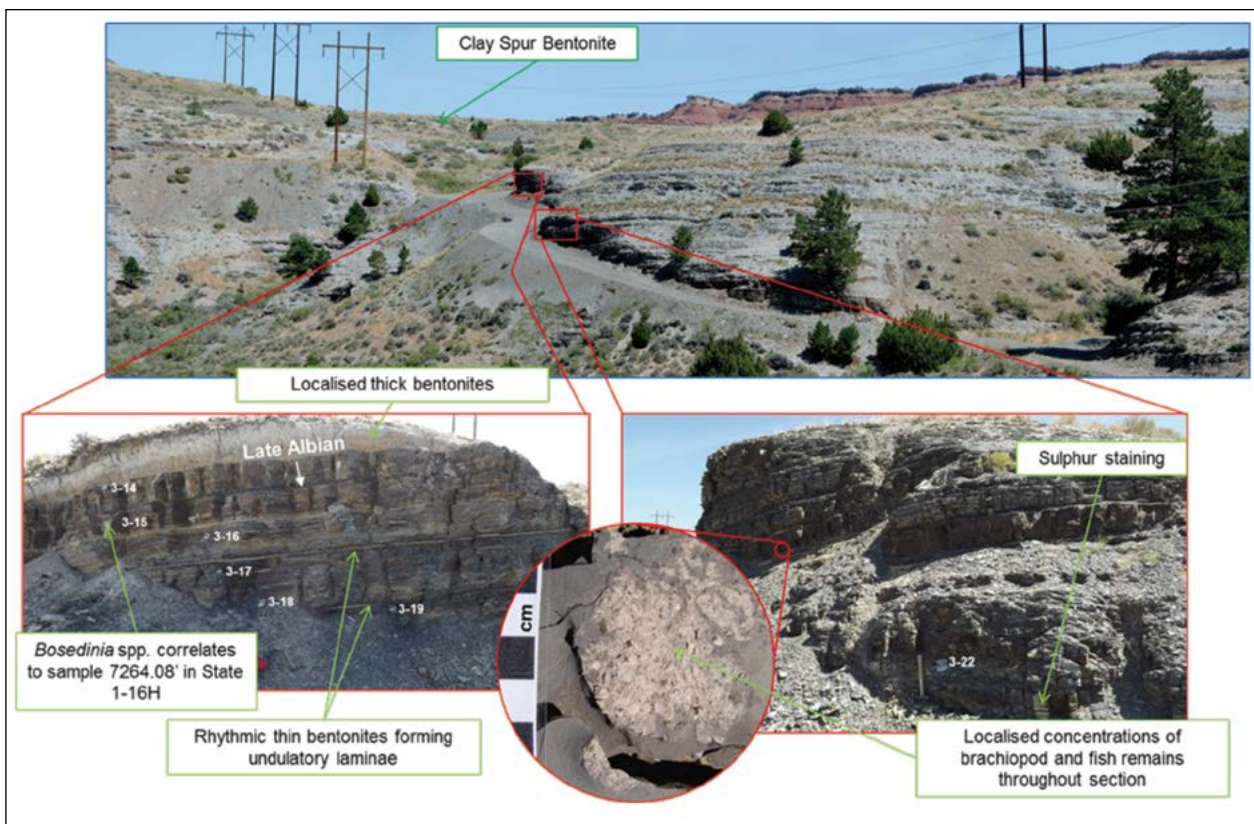 Clay Spur Bentonite
Localised thick bentonites
Late Albian
3-14
3-15
3-16
3-17
3-18
3-19
Bosedinia spp. correlates
to sample 7264.08' in State
1-16H
Rhythmic thin bentonites forming
undulatory laminae
cm
Sulphur staining
3-22
Localised concentrations of
brachiopod and fish remains
throughout section